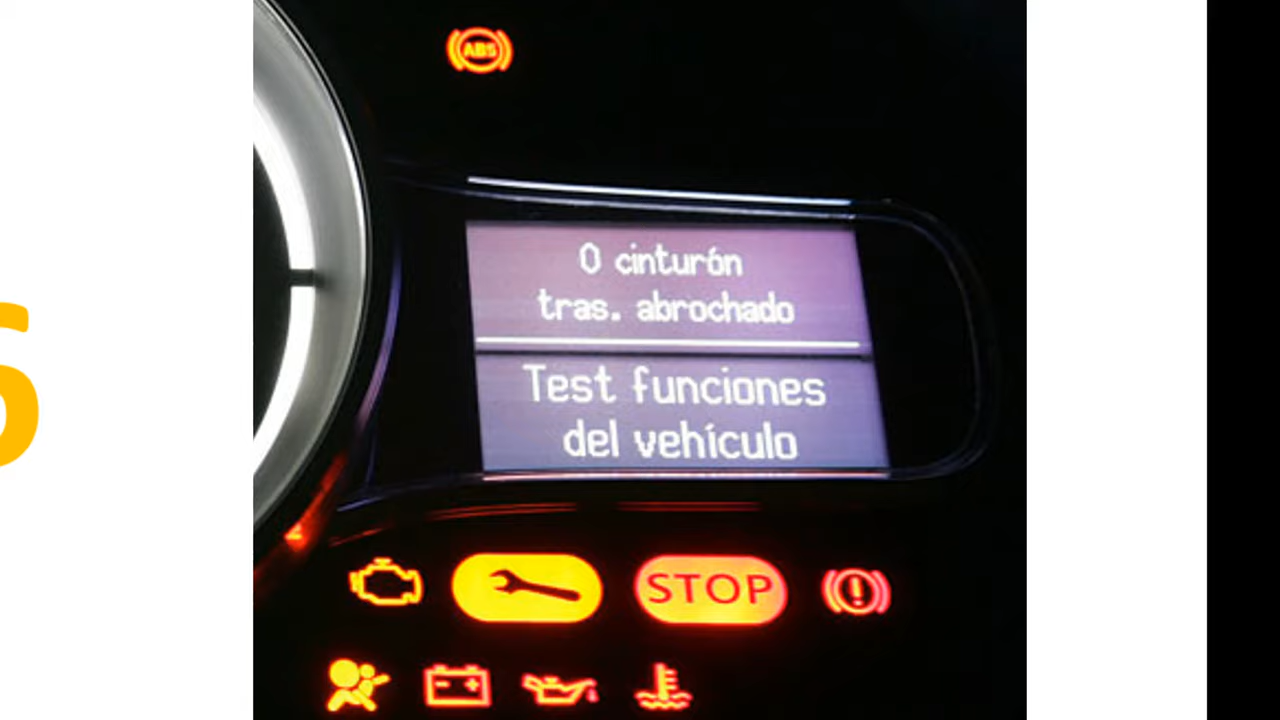 ABS
0 cinturón
tras. abrochado
Test funciones
del vehículo
STOP